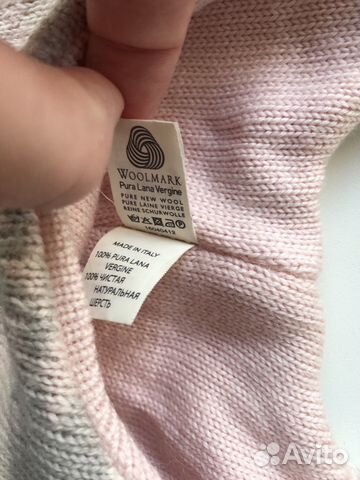 WOOLMARK
Pura Lana Vergine
PURE NEW WOOL
PURE LAINE VIERGE
REINE SCHURWOLLE
MADE IN ITALY
100% PURA LANA
VERGINE
100% ЧИСТАЯ
НАТУРАЛЬНАЯ
ШЕРСТЬ
Avito